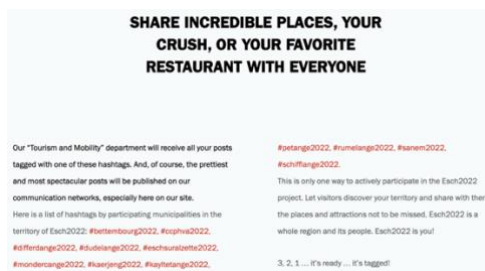 SHARE INCREDIBLE PLACES, YOUR
CRUSH, OR YOUR FAVORITE
RESTAURANT WITH EVERYONE
Our "Tourism and Mobility" department will receive all your posts
tagged with one of these hashtags. And, of course, the prettiest
and most spectacular posts will be published on our
communication networks, especially here on our site.
Here is a list of hashtags by participating municipalities in the
territory of Esch2022: #bettembourg2022, #ccphva2022,
#differdange2022, #dudelange2022, #eschsuralzette2022,
#mondercange2022, #kaerjeng2022, #kayltetange2022,
#petange2022, #rumelange2022, #sanem2022,
#schifflange2022.
This is only one way to actively participate in the Esch2022
project. Let visitors discover your territory and share with them
the places and attractions not to be missed. Esch2022 is a
whole region and its people. Esch2022 is you!
3, 2, 1 ... it's ready ... it's tagged!